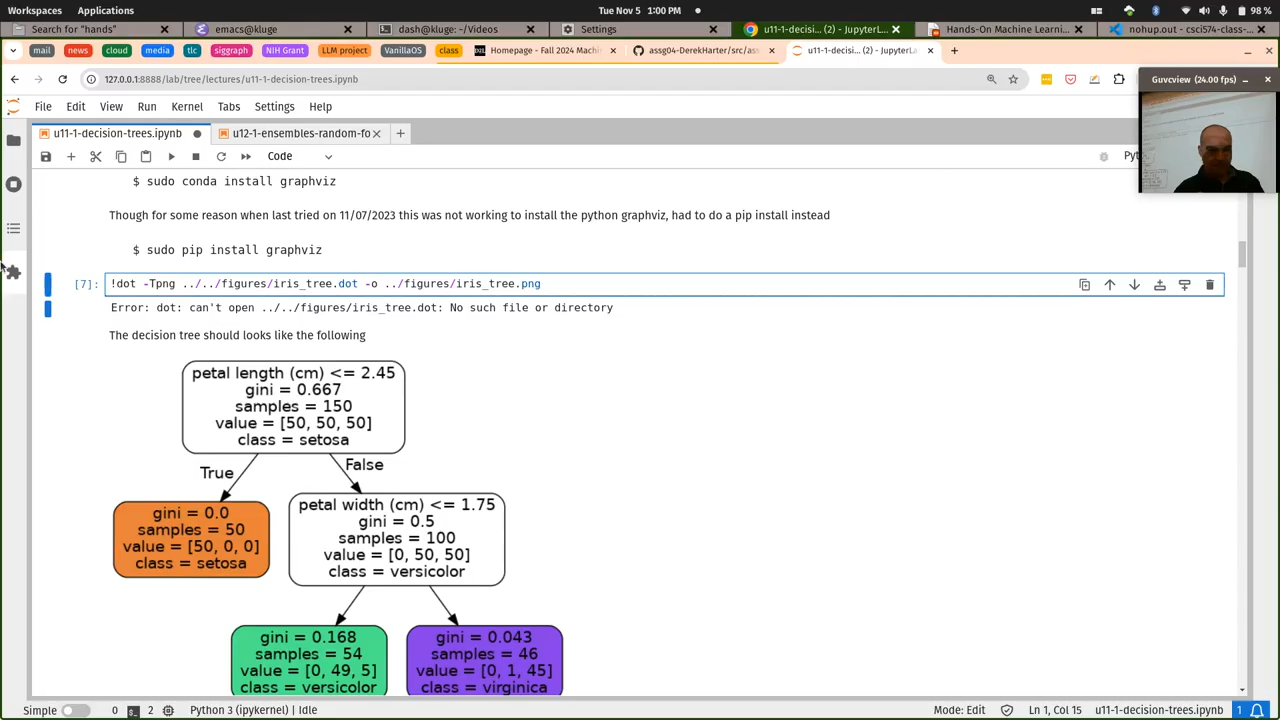 Workspaces Applications Tue Nov 5 1:00 PM 98 %
Search for "hands" emacs@kluge dash@kluge: ~/Videos Settings u11-1-decisi... (2) - JupyterLa Hands-On Machine Learning nohup.out - csci574-class-
mail news cloud media tlc siggraph NIH Grant LLM project VanillaOS class Homepage - Fall 2024 Machin assg04-DerekHarter/src/ass u11-1-decisi... (2) - JupyterL
127.0.0.1:8888/lab/tree/lectures/u11-1-decision-trees.ipynb
Guvcview (24.00 fps)
File Edit View Run Kernel Tabs Settings Help
u11-1-decision-trees.ipynb u12-1-ensembles-random-fo
Code
$ sudo conda install graphviz
Though for some reason when last tried on 11/07/2023 this was not working to install the python graphviz, had to do a pip install instead
$ sudo pip install graphviz
[7]: !dot -Tpng ../../figures/iris_tree.dot -o ../figures/iris_tree.png
Error: dot: can't open ../../figures/iris_tree.dot: No such file or directory
The decision tree should looks like the following
petal length (cm) <= 2.45
gini = 0.667
samples = 150
value = [50, 50, 50]
class = setosa
True False
gini = 0.0
samples = 50
value = [50, 0, 0]
class = setosa
petal width (cm) <= 1.75
gini = 0.5
samples = 100
value = [0, 50, 50]
class = versicolor
gini = 0.168
samples = 54
value = [0, 49, 5]
class = versicolor
gini = 0.043
samples = 46
value = [0, 1, 45]
class = virginica
Simple 0 $_ 2 Python 3 (ipykernel) | Idle Mode: Edit Ln 1, Col 15 u11-1-decision-trees.ipynb 1